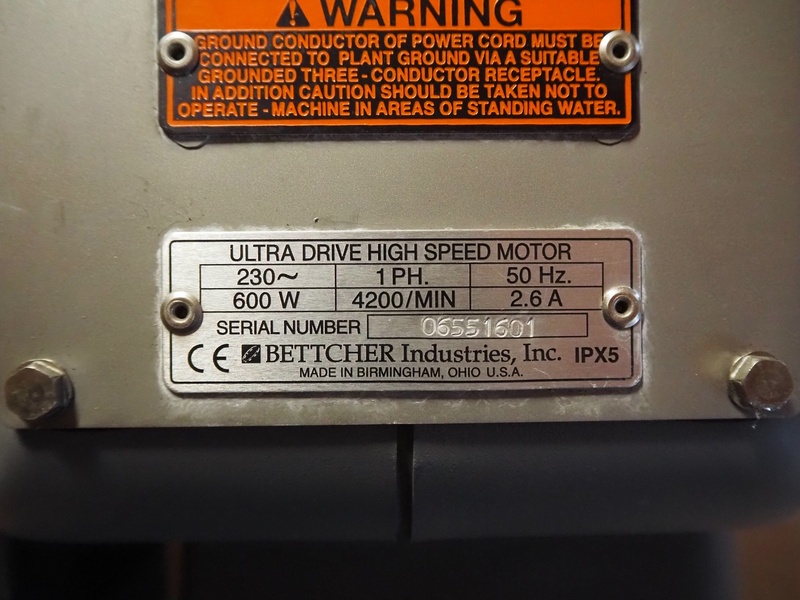 WARNING
GROUND CONDUCTOR OF POWER CORD MUST BE
CONNECTED TO PLANT GROUND VIA A SUITABLE
GROUNDED THREE-CONDUCTOR RECEPTACLE.
IN ADDITION CAUTION SHOULD BE TAKEN NOT TO
OPERATE-MACHINE IN AREAS OF STANDING WATER.
ULTRA DRIVE HIGH SPEED MOTOR
230~ 1 PH. 50 Hz.
600 W 4200/MIN 2.6 A
SERIAL NUMBER 06551601
CE BETTCHER Industries, Inc. IPX5
MADE IN BIRMINGHAM, OHIO U.S.A.